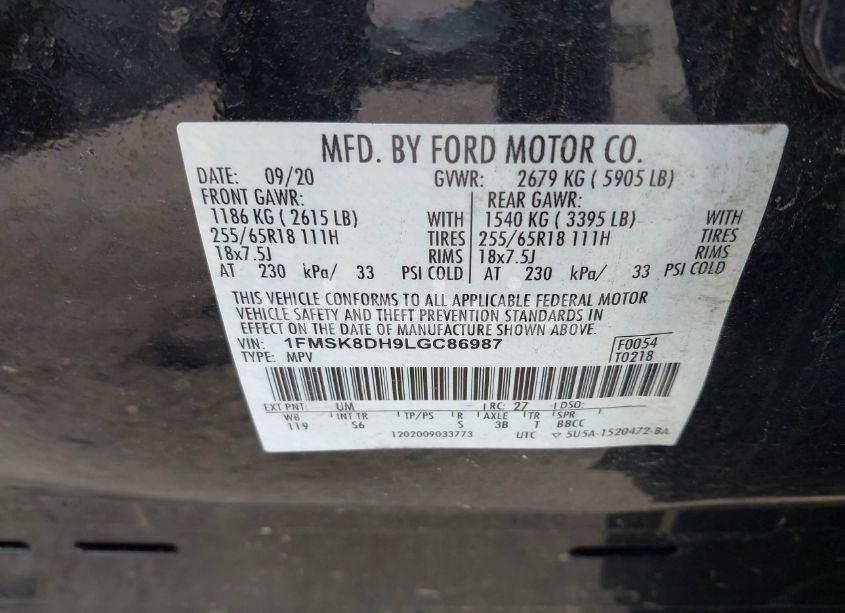 MFD. BY FORD MOTOR CO.
DATE: 09/20 GVWR: 2679 KG ( 5905 LB)
FRONT GAWR: REAR GAWR:
1186 KG ( 2615 LB) WITH 1540 KG ( 3395 LB) WITH
255/65R18 111H TIRES 255/65R18 111H TIRES
18x7.5J RIMS 18x7.5J RIMS
AT 230 kPa/ 33 PSI COLD AT 230 kPa/ 33 PSI COLD
THIS VEHICLE CONFORMS TO ALL APPLICABLE FEDERAL MOTOR
VEHICLE SAFETY AND THEFT PREVENTION STANDARDS IN
EFFECT ON THE DATE OF MANUFACTURE SHOWN ABOVE.
VIN: 1FMSK8DH9LGC86987 F0054
TYPE: MPV T0218
EXT PNT: UM RC: 27 DSO:
WB INT TR TP/PS R AXLE TR SPR
119 S6 S 3B T BBCC
1202009033773 UTC 5U5A-1520472-BA